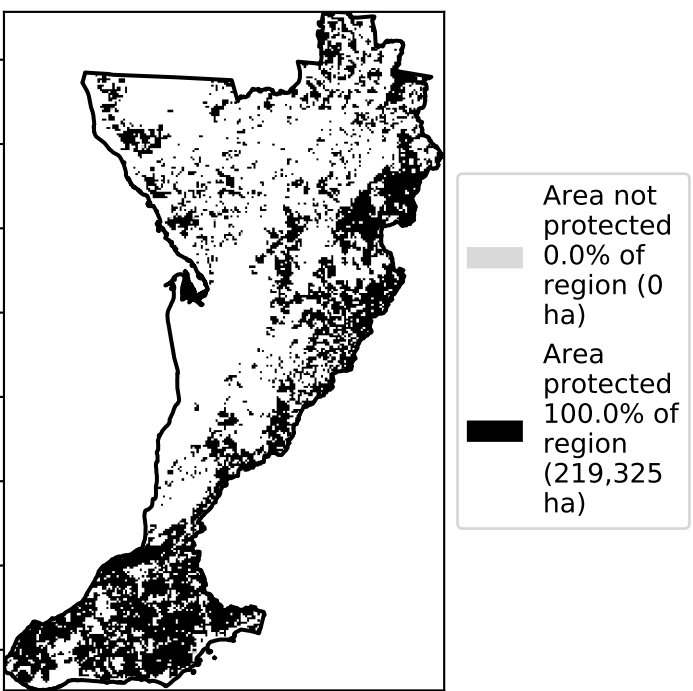 Area not
protected
0.0% of
region (0
ha)
Area
protected
100.0% of
region
(219,325
ha)